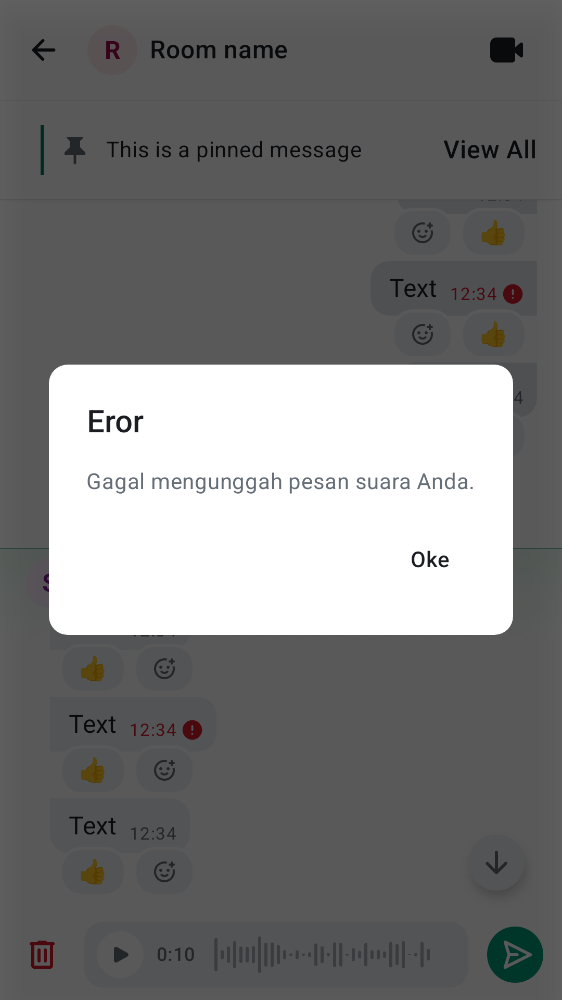 R Room name
This is a pinned message View All
Text 12:34
Eror
Gagal mengunggah pesan suara Anda.
Oke
Text 12:34
Text 12:34
0:10